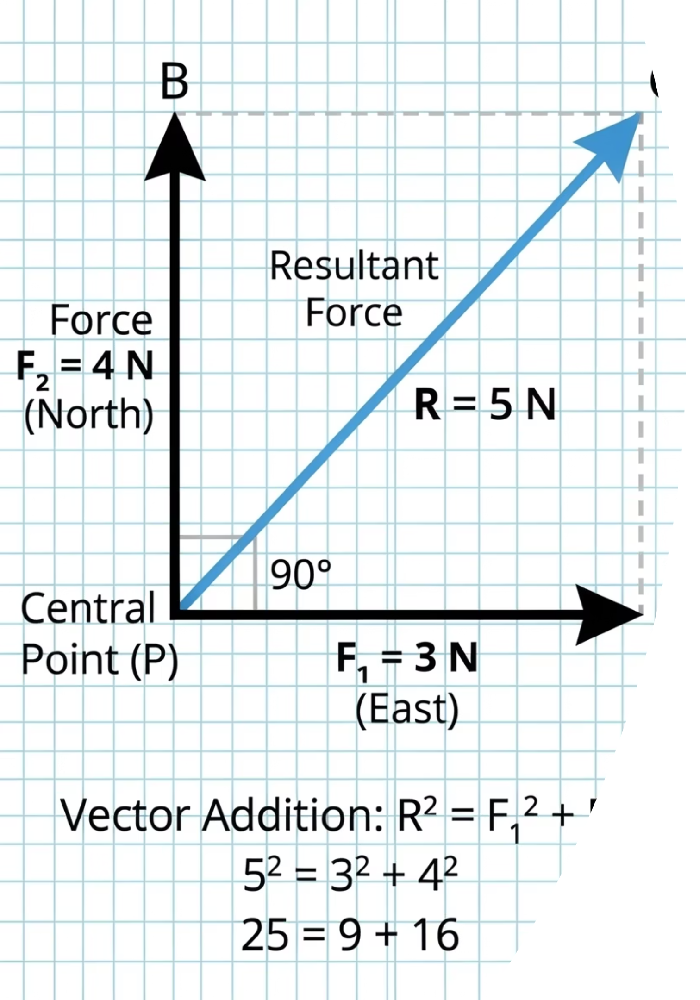 B
Resultant
Force
Force
F₂ = 4 N
(North)
R = 5 N
90º
Central
Point (P)
F₁ = 3 N
(East)
Vector Addition: R² = F₁² +
5² = 3² + 4²
25 = 9 + 16